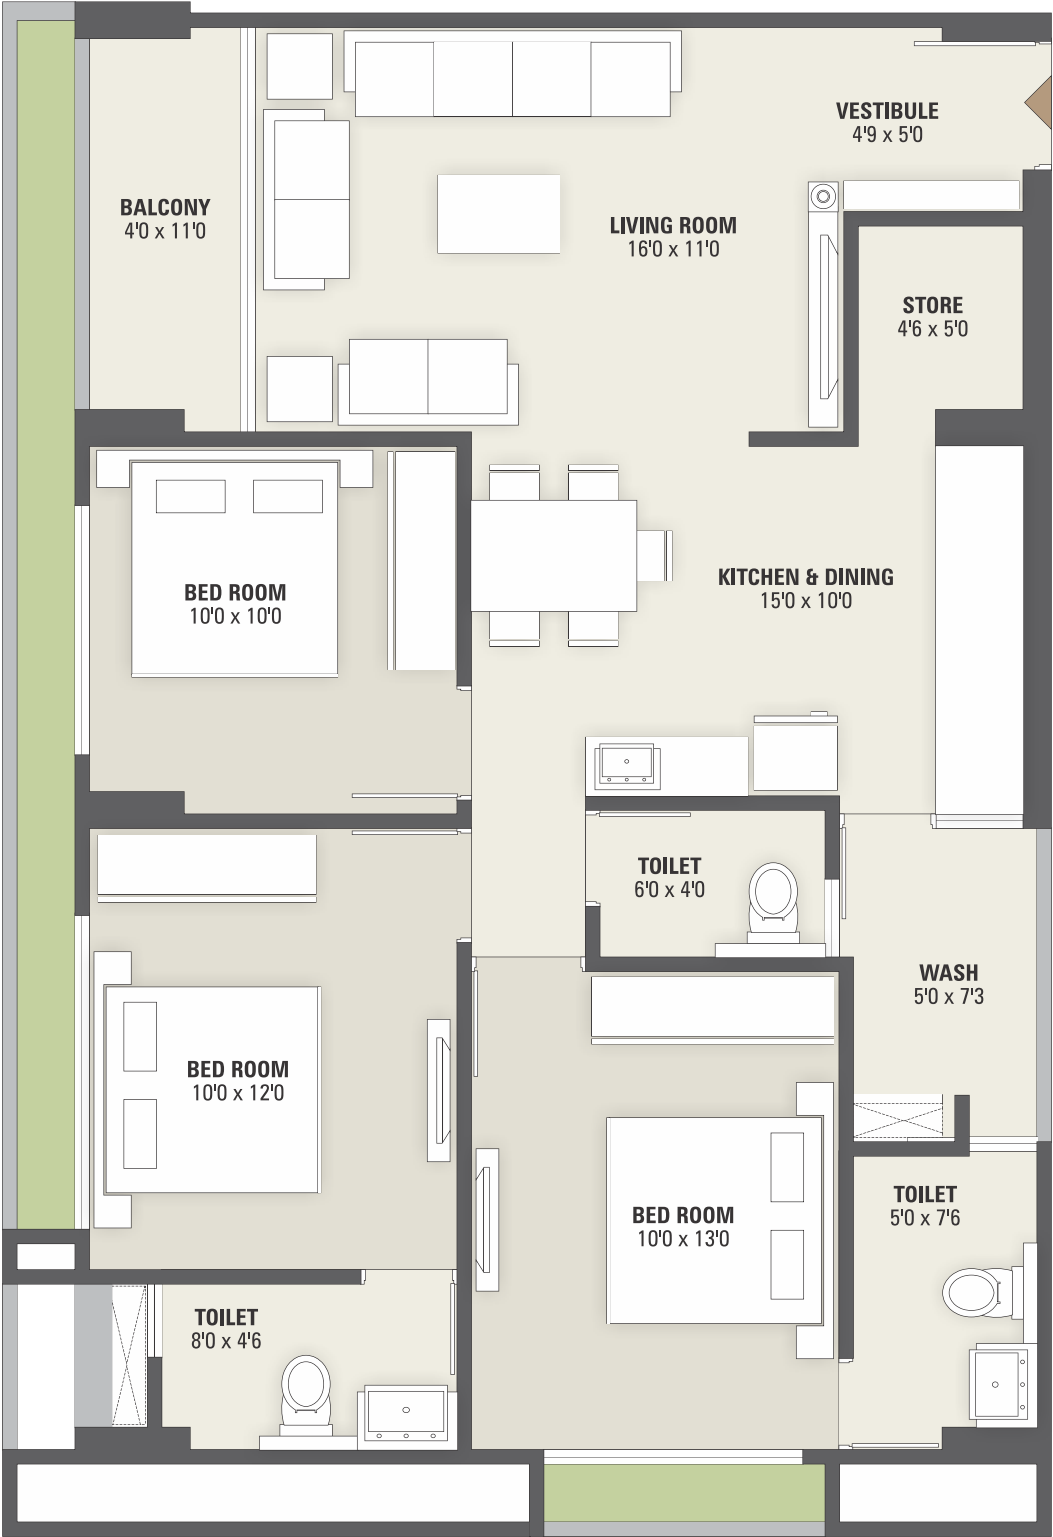 VESTIBULE
4'9 x 5'0
BALCONY
4'0 x 11'0
LIVING ROOM
16'0 x 11'0
STORE
4'6 x 5'0
BED ROOM
10'0 x 10'0
KITCHEN & DINING
15'0 x 10'0
TOILET
6'0 x 4'0
WASH
5'0 x 7'3
BED ROOM
10'0 x 12'0
TOILET
5'0 x 7'6
BED ROOM
10'0 x 13'0
TOILET
8'0 x 4'6